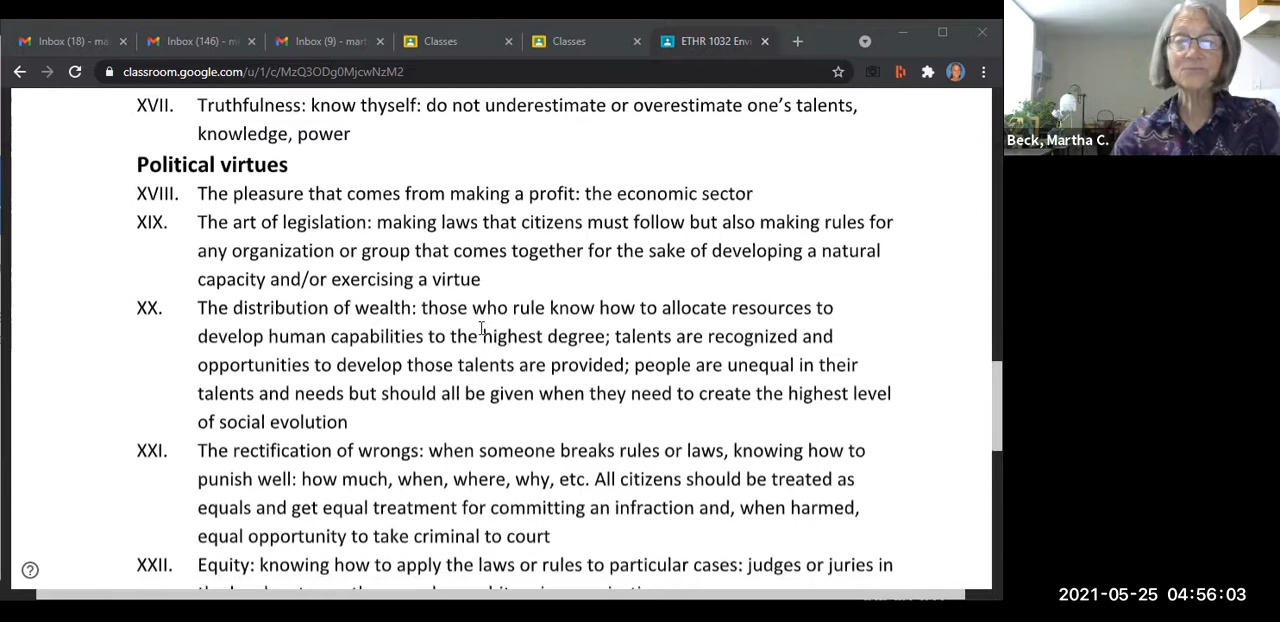 Inbox (18) - ma
Inbox (146) - m
Inbox (9) - mart
Classes
Classes
ETHR 1032 Envi
classroom.google.com/u/1/c/MzQ3ODg0MjcwNzM2
XVII. Truthfulness: know thyself: do not underestimate or overestimate one's talents,
knowledge, power
Beck, Martha C.
Political virtues
XVIII. The pleasure that comes from making a profit: the economic sector
XIX. The art of legislation: making laws that citizens must follow but also making rules for
any organization or group that comes together for the sake of developing a natural
capacity and/or exercising a virtue
XX. The distribution of wealth: those who rule know how to allocate resources to
develop human capabilities to the highest degree; talents are recognized and
opportunities to develop those talents are provided; people are unequal in their
talents and needs but should all be given when they need to create the highest level
of social evolution
XXI. The rectification of wrongs: when someone breaks rules or laws, knowing how to
punish well: how much, when, where, why, etc. All citizens should be treated as
equals and get equal treatment for committing an infraction and, when harmed,
equal opportunity to take criminal to court
XXII. Equity: knowing how to apply the laws or rules to particular cases: judges or juries in
2021-05-25 04:56:03